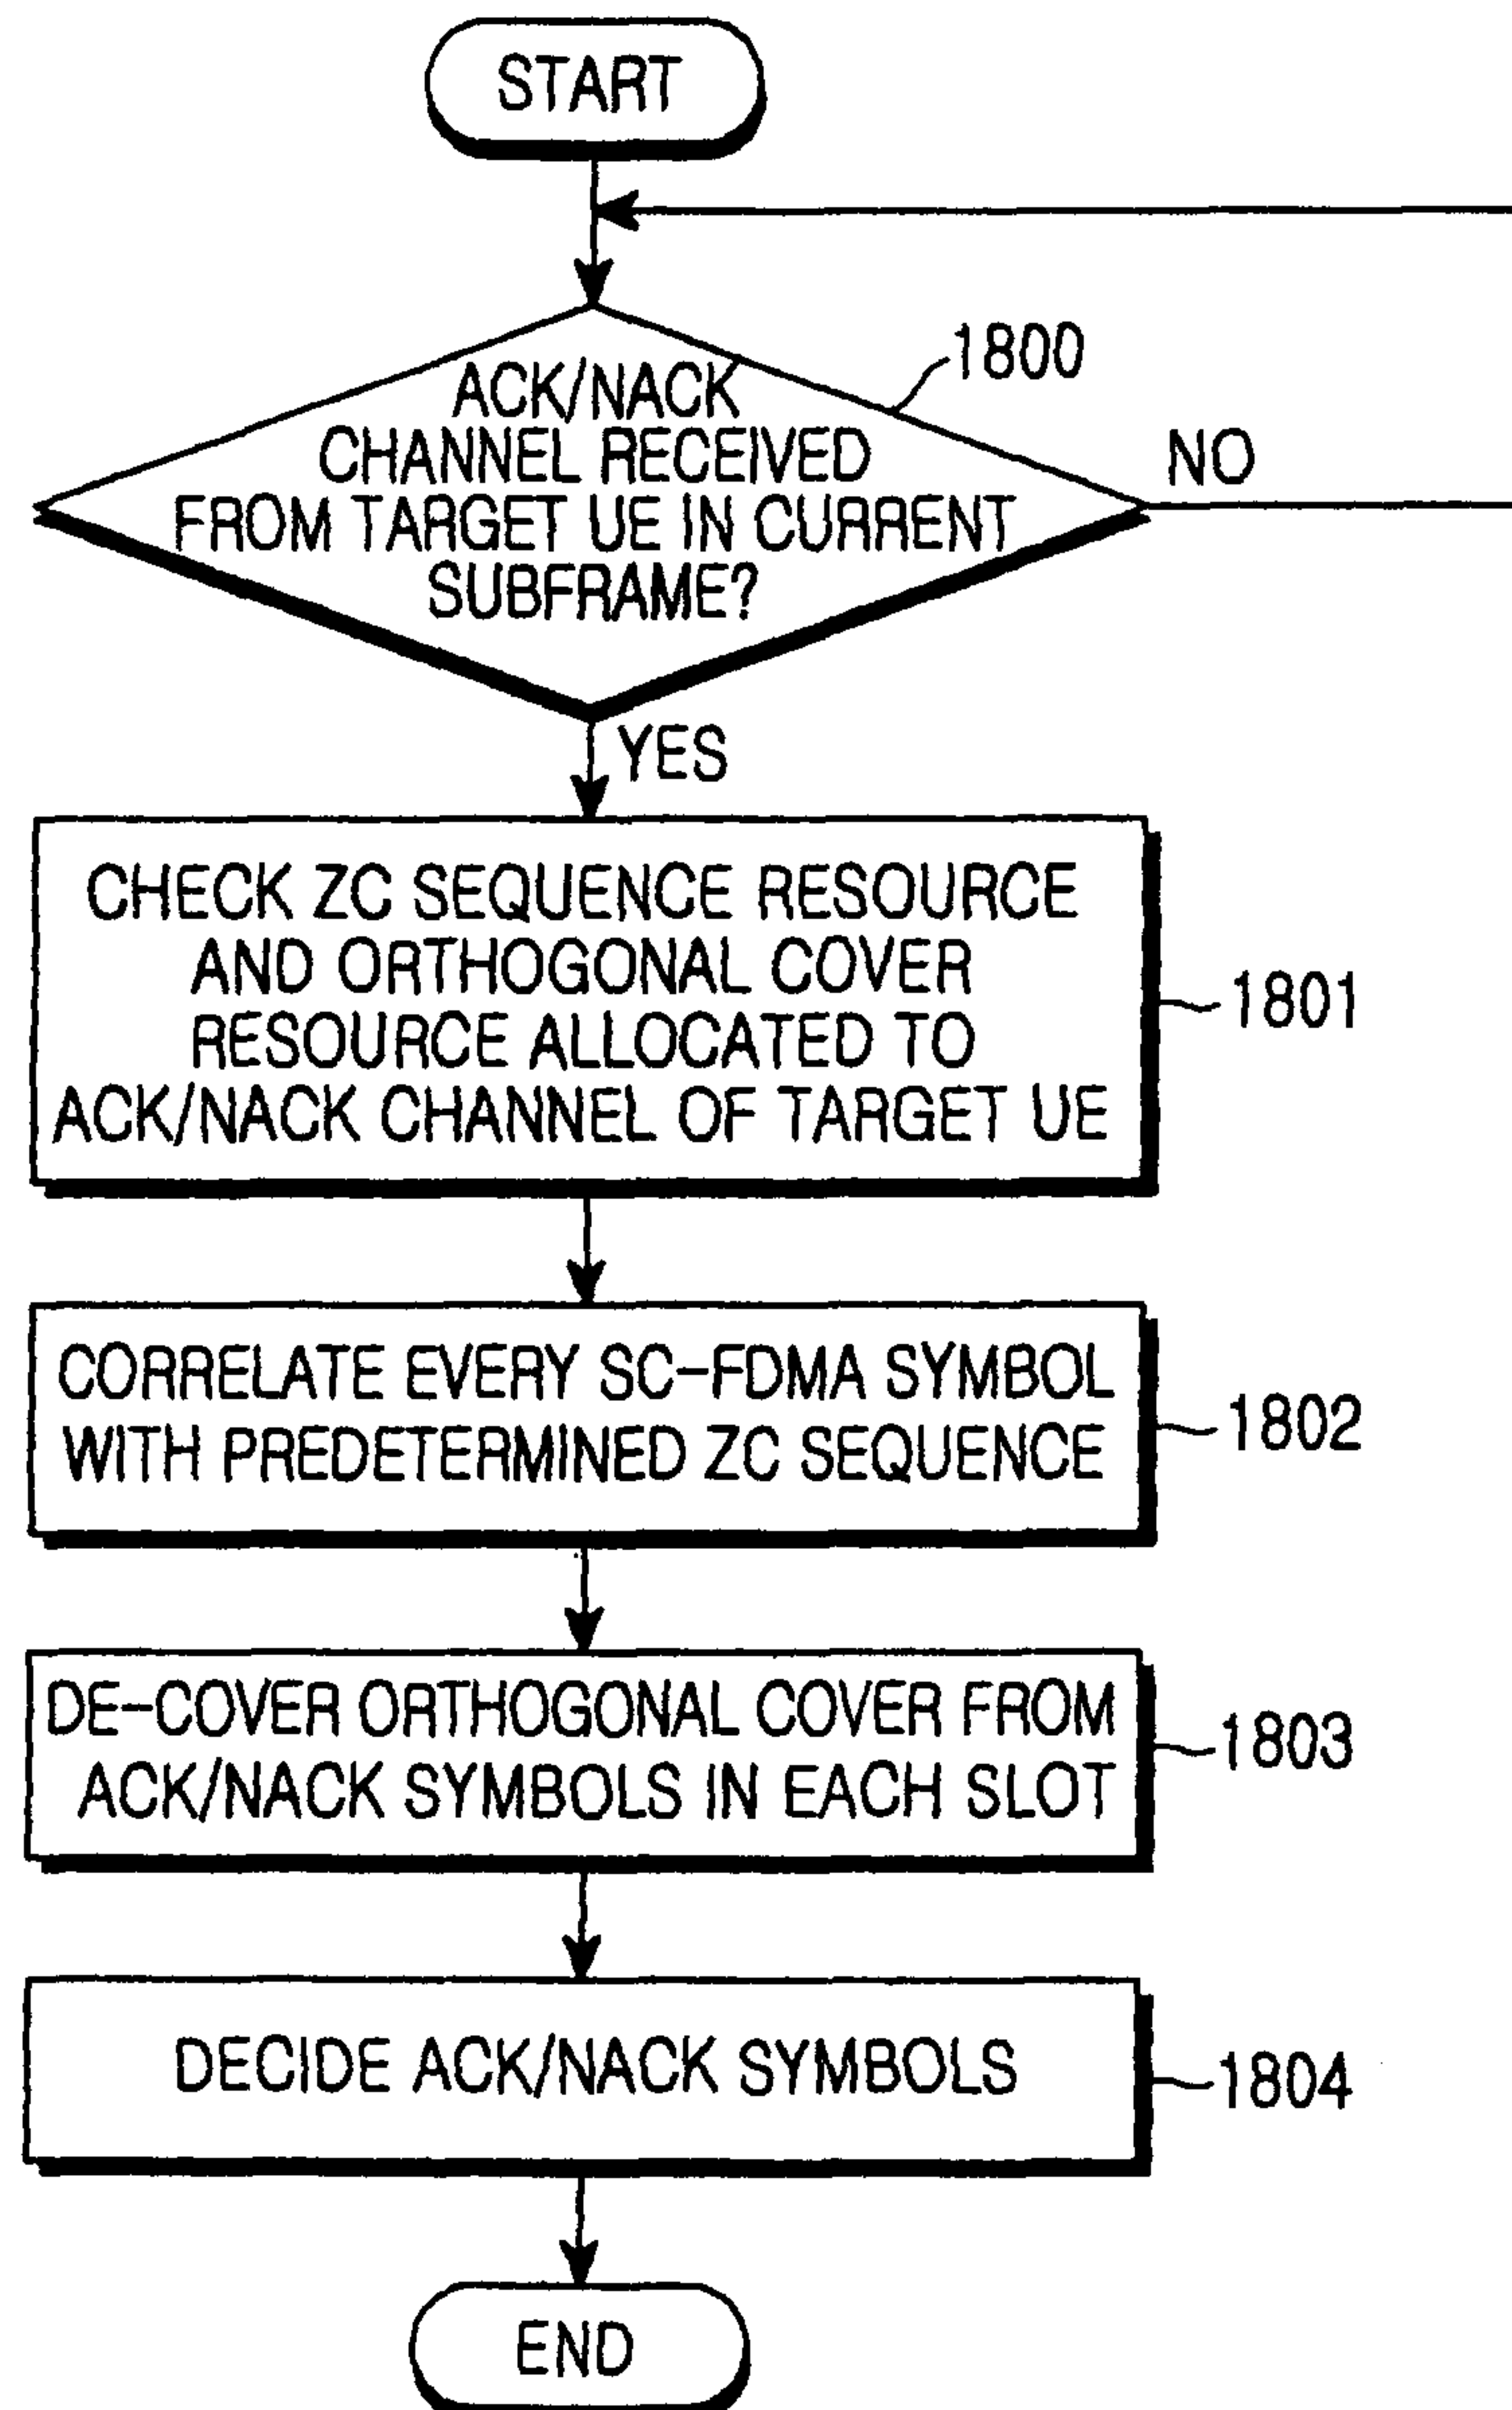 START
1800
ACK/NACK
CHANNEL RECEIVED
FROM TARGET UE IN CURRENT
SUBFRAME?
NO
YES
CHECK ZC SEQUENCE RESOURCE
AND ORTHOGONAL COVER
RESOURCE ALLOCATED TO
ACK/NACK CHANNEL OF TARGET UE
1801
CORRELATE EVERY SC-FDMA SYMBOL
WITH PREDETERMINED ZC SEQUENCE
1802
DE-COVER ORTHOGONAL COVER FROM
ACK/NACK SYMBOLS IN EACH SLOT
1803
DECIDE ACK/NACK SYMBOLS
1804
END